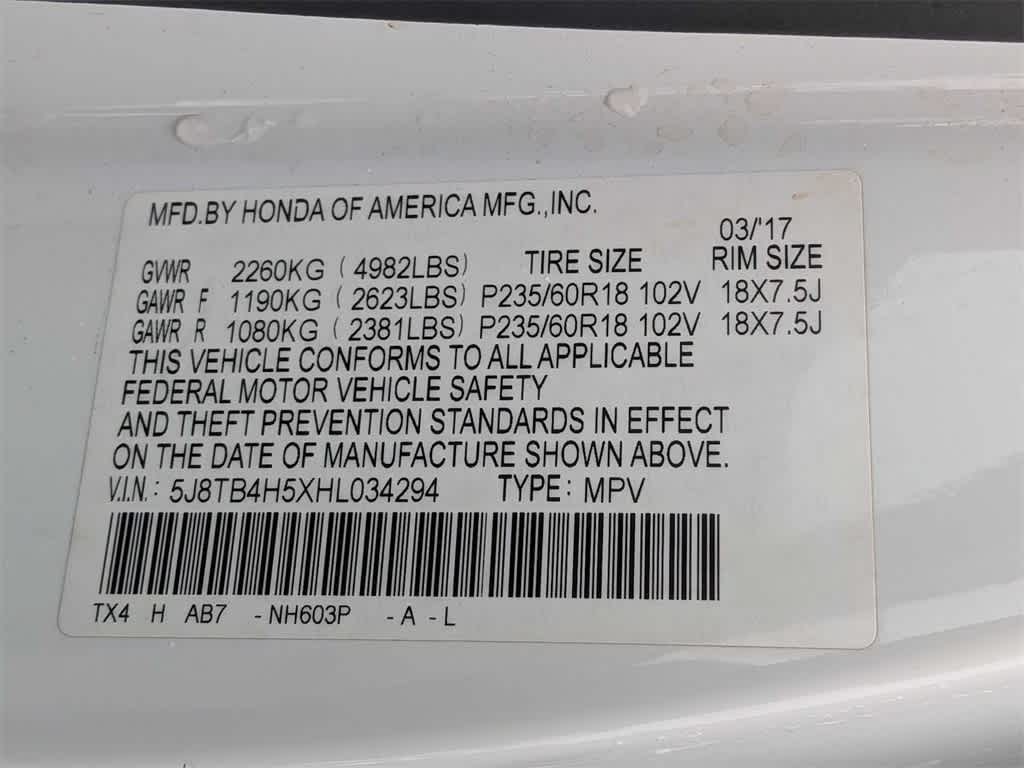 MFD.BY HONDA OF AMERICA MFG.,INC.
03/'17
GVWR 2260KG ( 4982LBS) TIRE SIZE RIM SIZE
GAWR F 1190KG ( 2623LBS) P235/60R18 102V 18X7.5J
GAWR R 1080KG ( 2381LBS) P235/60R18 102V 18X7.5J
THIS VEHICLE CONFORMS TO ALL APPLICABLE
FEDERAL MOTOR VEHICLE SAFETY
AND THEFT PREVENTION STANDARDS IN EFFECT
ON THE DATE OF MANUFACTURE SHOWN ABOVE.
V.I.N.: 5J8TB4H5XHL034294 TYPE: MPV
TX4 H AB7 -NH603P -A -L